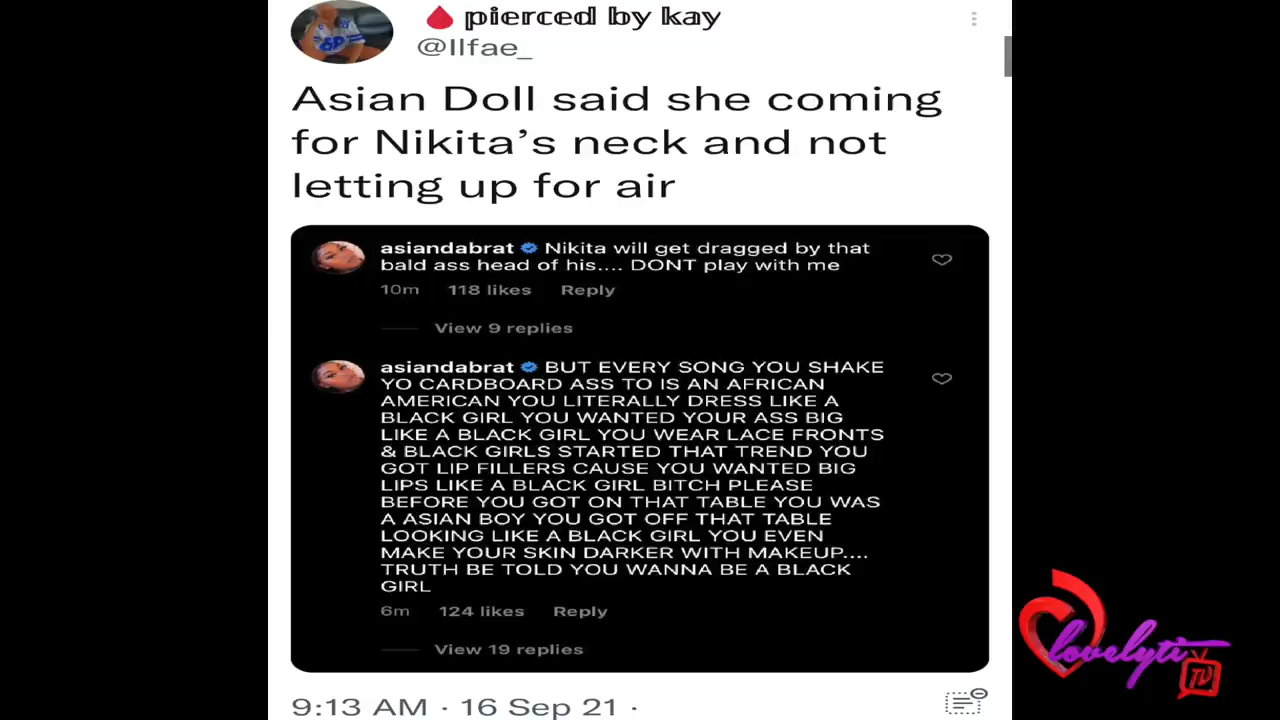 🩸 pierced by kay
@Ilfae_
Asian Doll said she coming
for Nikita’s neck and not
letting up for air
asiandabrat Nikita will get dragged by that
bald ass head of his.... DONT play with me
10m 118 likes Reply
View 9 replies
asiandabrat BUT EVERY SONG YOU SHAKE
YO CARDBOARD ASS TO IS AN AFRICAN
AMERICAN YOU LITERALLY DRESS LIKE A
BLACK GIRL YOU WANTED YOUR ASS BIG
LIKE A BLACK GIRL YOU WEAR LACE FRONTS
& BLACK GIRLS STARTED THAT TREND YOU
GOT LIP FILLERS CAUSE YOU WANTED BIG
LIPS LIKE A BLACK GIRL BITCH PLEASE
BEFORE YOU GOT ON THAT TABLE YOU WAS
A ASIAN BOY YOU GOT OFF THAT TABLE
LOOKING LIKE A BLACK GIRL YOU EVEN
MAKE YOUR SKIN DARKER WITH MAKEUP....
TRUTH BE TOLD YOU WANNA BE A BLACK
GIRL
6m 124 likes Reply
View 19 replies
9:13 AM · 16 Sep 21 ·
lovelyti
TV